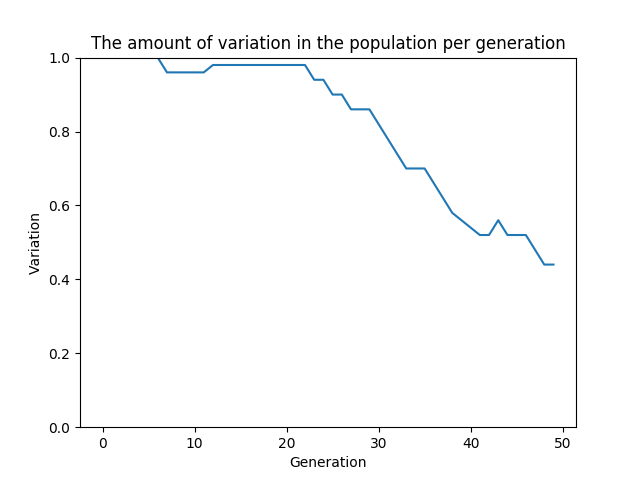 The amount of variation in the population per generation
1.0
0.8
0.6
0.4
0.2
0.0
Variation
0 10 20 30 40 50
Generation